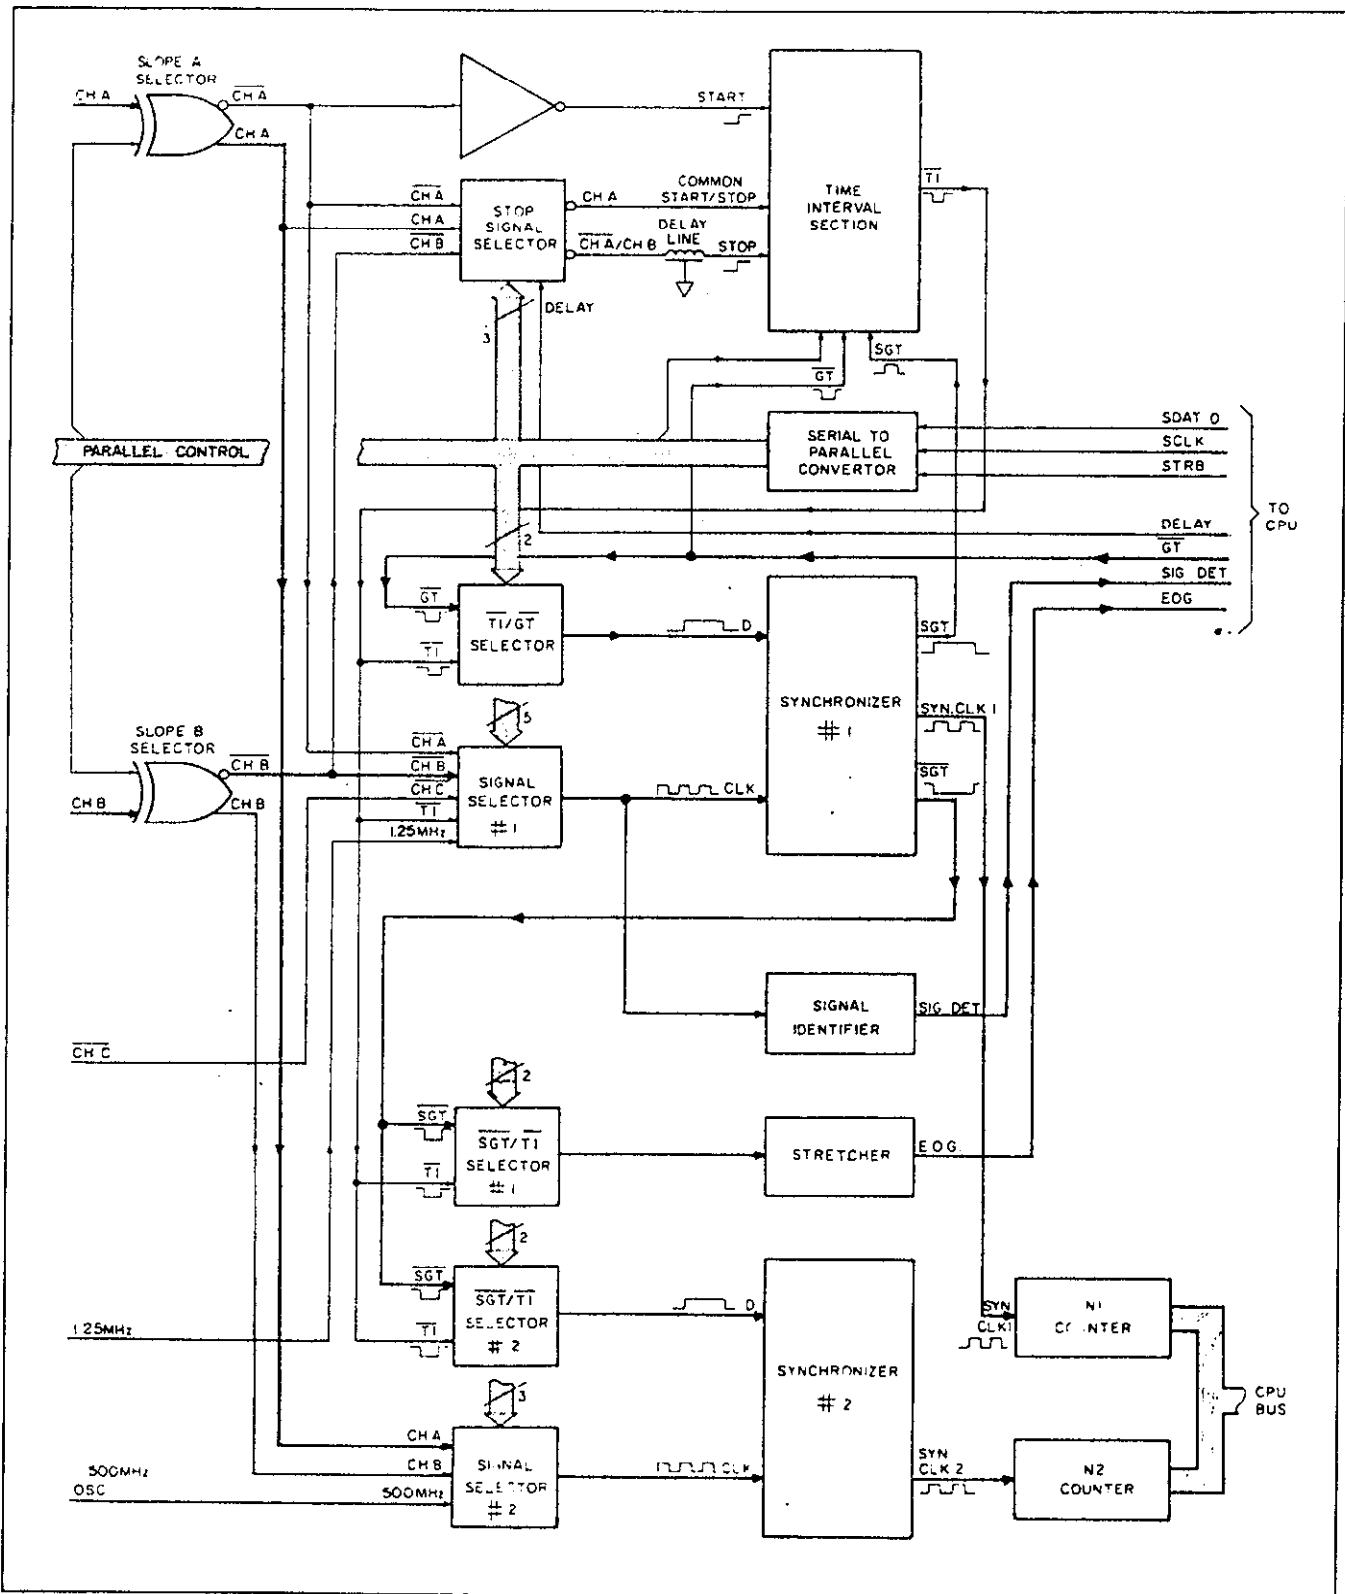 SLOPE A
SELECTOR
CH A
CH A
CH A
START
CH A
CH A
CH B
STOP
SIGNAL
SELECTOR
CH A
COMMON
START/STOP
CH A/CH B
DELAY
LINE
STOP
TIME
INTERVAL
SECTION
TI
3
DELAY
SGT
GT
PARALLEL CONTROL
SERIAL TO
PARALLEL
CONVERTOR
SDAT 0
SCLK
STRB
DELAY
GT
SIG DET
EOG
TO
CPU
2
GT
TI
TI/GT
SELECTOR
D
SYNCHRONIZER
# 1
SGT
SYN.CLK 1
SGT
5
SLOPE B
SELECTOR
CH B
CH B
CH B
CH A
CH B
CH C
TI
1.25MHz
SIGNAL
SELECTOR
# 1
CLK
SIGNAL
IDENTIFIER
SIG DET
CH C
2
SGT
TI
SGT/TI
SELECTOR
# 1
STRETCHER
EOG
2
SGT
TI
SGT/TI
SELECTOR
# 2
D
1.25MHz
SYNCHRONIZER
# 2
SYN
CLK1
N1
COUNTER
CPU
BUS
3
CH A
CH B
500MHz
SIGNAL
SELECTOR
# 2
CLK
500MHz
OSC
SYN
CLK 2
N2
COUNTER